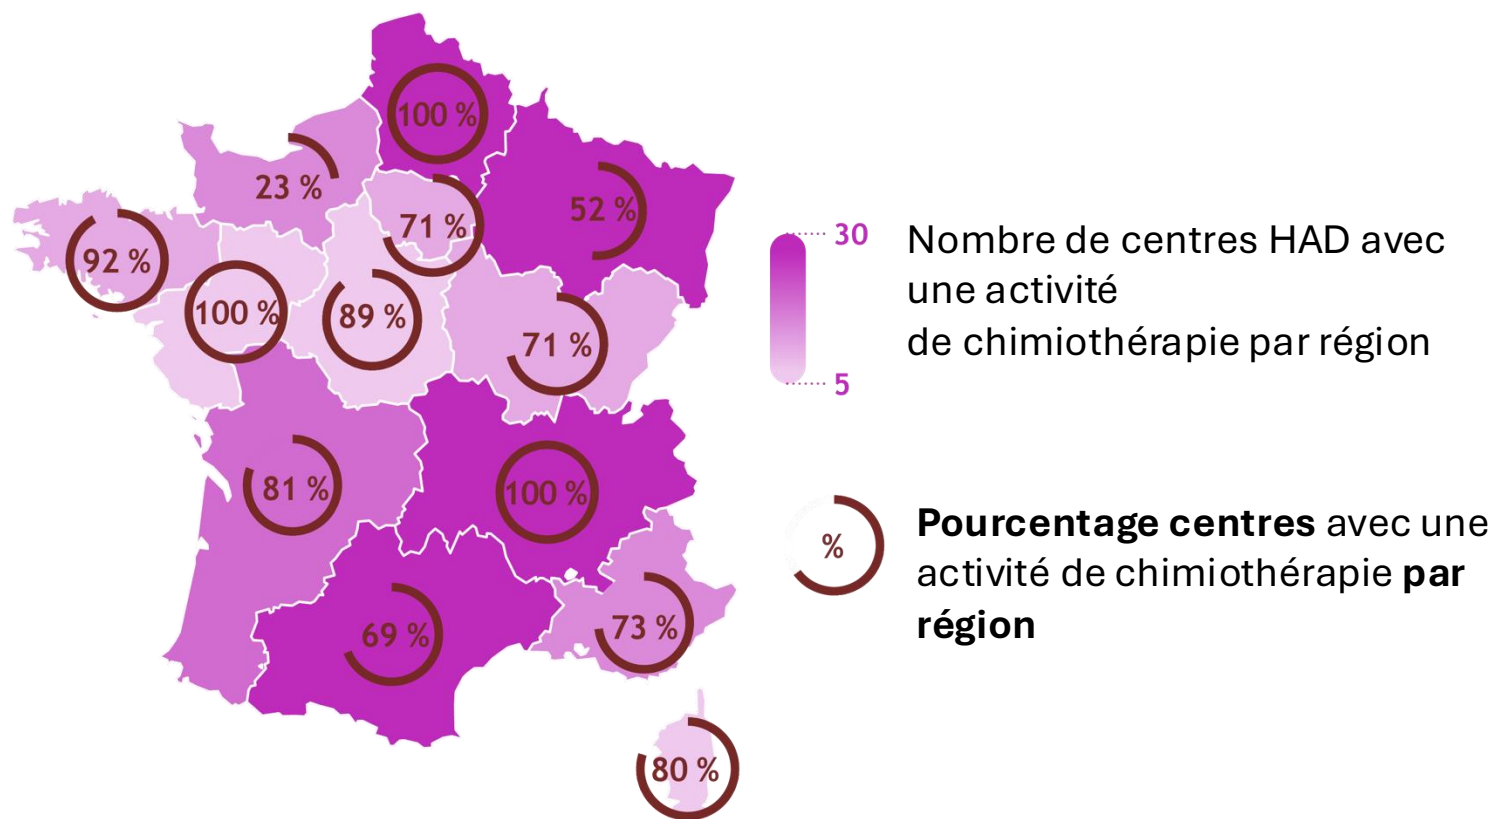 100 %
23 %
52 %
71 %
92 %
100 %
89 %
71 %
81 %
100 %
69 %
73 %
80 %
30
5
Nombre de centres HAD avec
une activité
de chimiothérapie par région
%
Pourcentage centres avec une
activité de chimiothérapie par
région